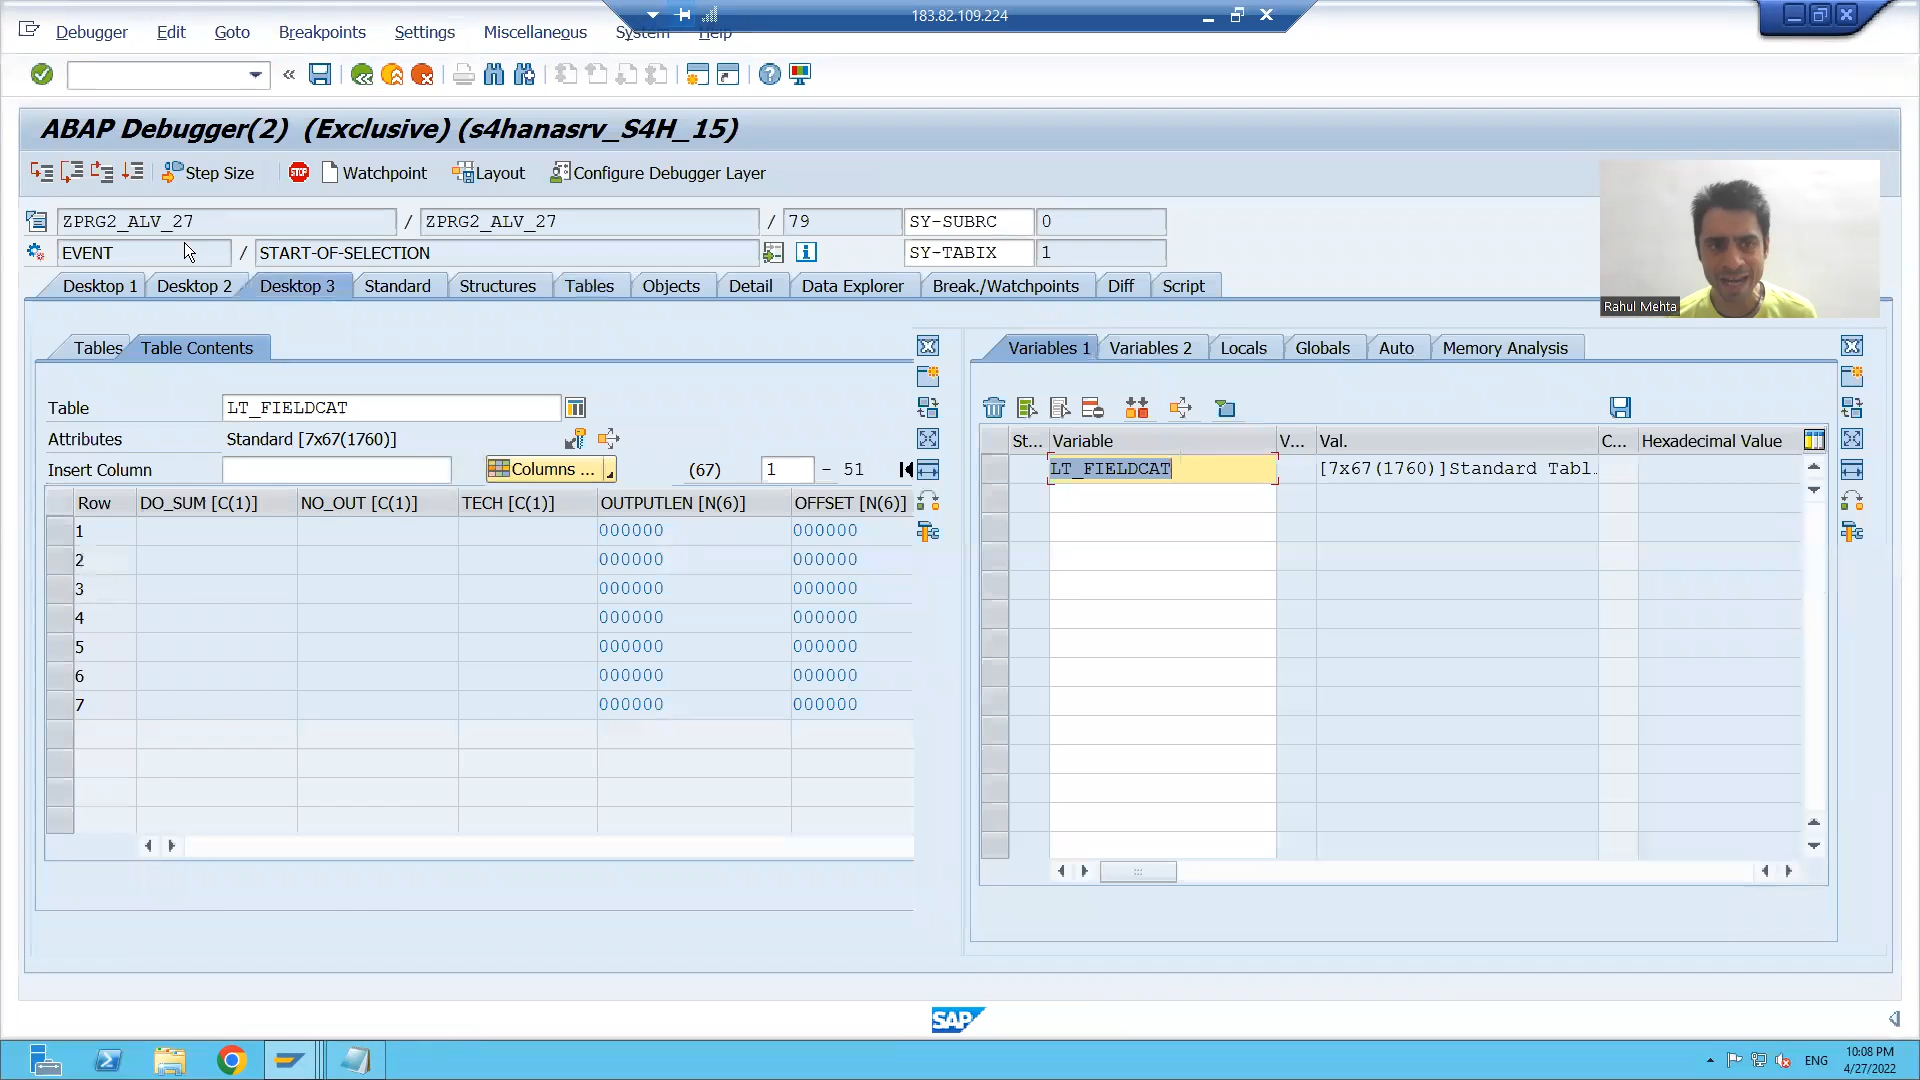 183.82.109.224
Debugger Edit Goto Breakpoints Settings Miscellaneous System Help
ABAP Debugger(2) (Exclusive) (s4hanasrv_S4H_15)
Step Size STOP Watchpoint Layout Configure Debugger Layer
ZPRG2_ALV_27 / ZPRG2_ALV_27 / 79 SY-SUBRC 0
EVENT / START-OF-SELECTION SY-TABIX 1
Rahul Mehta
Desktop 1 Desktop 2 Desktop 3 Standard Structures Tables Objects Detail Data Explorer Break./Watchpoints Diff Script
Tables Table Contents
Variables 1 Variables 2 Locals Globals Auto Memory Analysis
Table LT_FIELDCAT
Attributes Standard [7x67(1760)]
Insert Column Columns ... (67) 1 - 51
Row DO_SUM [C(1)] NO_OUT [C(1)] TECH [C(1)] OUTPUTLEN [N(6)] OFFSET [N(6)]
1 000000 000000
2 000000 000000
3 000000 000000
4 000000 000000
5 000000 000000
6 000000 000000
7 000000 000000
St... Variable V... Val. C... Hexadecimal Value
LT_FIELDCAT [7x67(1760)]Standard Tabl.
SAP
ENG
10:08 PM
4/27/2022